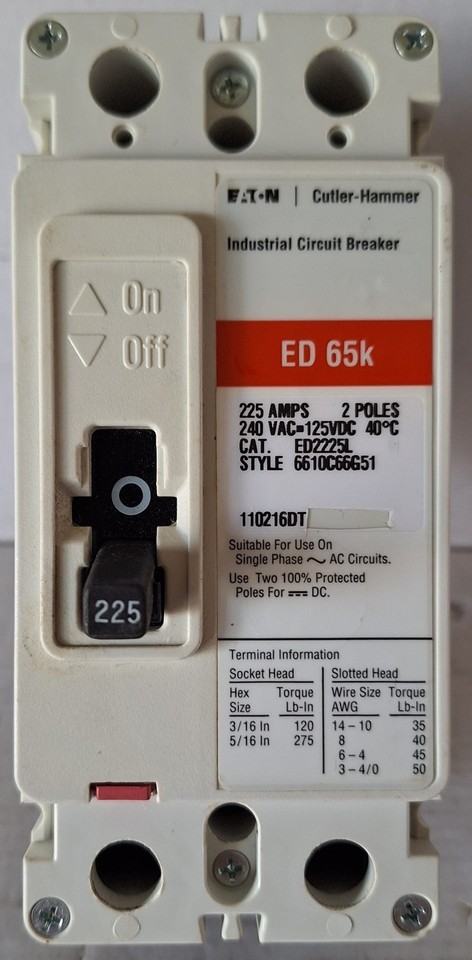 EATON | Cutler-Hammer
Industrial Circuit Breaker
ED 65k
225 AMPS 2 POLES
240 VAC=125VDC 40°C
CAT. ED2225L
STYLE 6610C66G51
110216DT
Suitable For Use On
Single Phase ~ AC Circuits.
Use Two 100% Protected
Poles For ⎓ DC.
Terminal Information
Socket Head Slotted Head
Hex Torque Wire Size Torque
Size Lb-In AWG Lb-In
3/16 In 120 14 – 10 35
5/16 In 275 8 40
6 – 4 45
3 – 4/0 50
On
Off
O
225